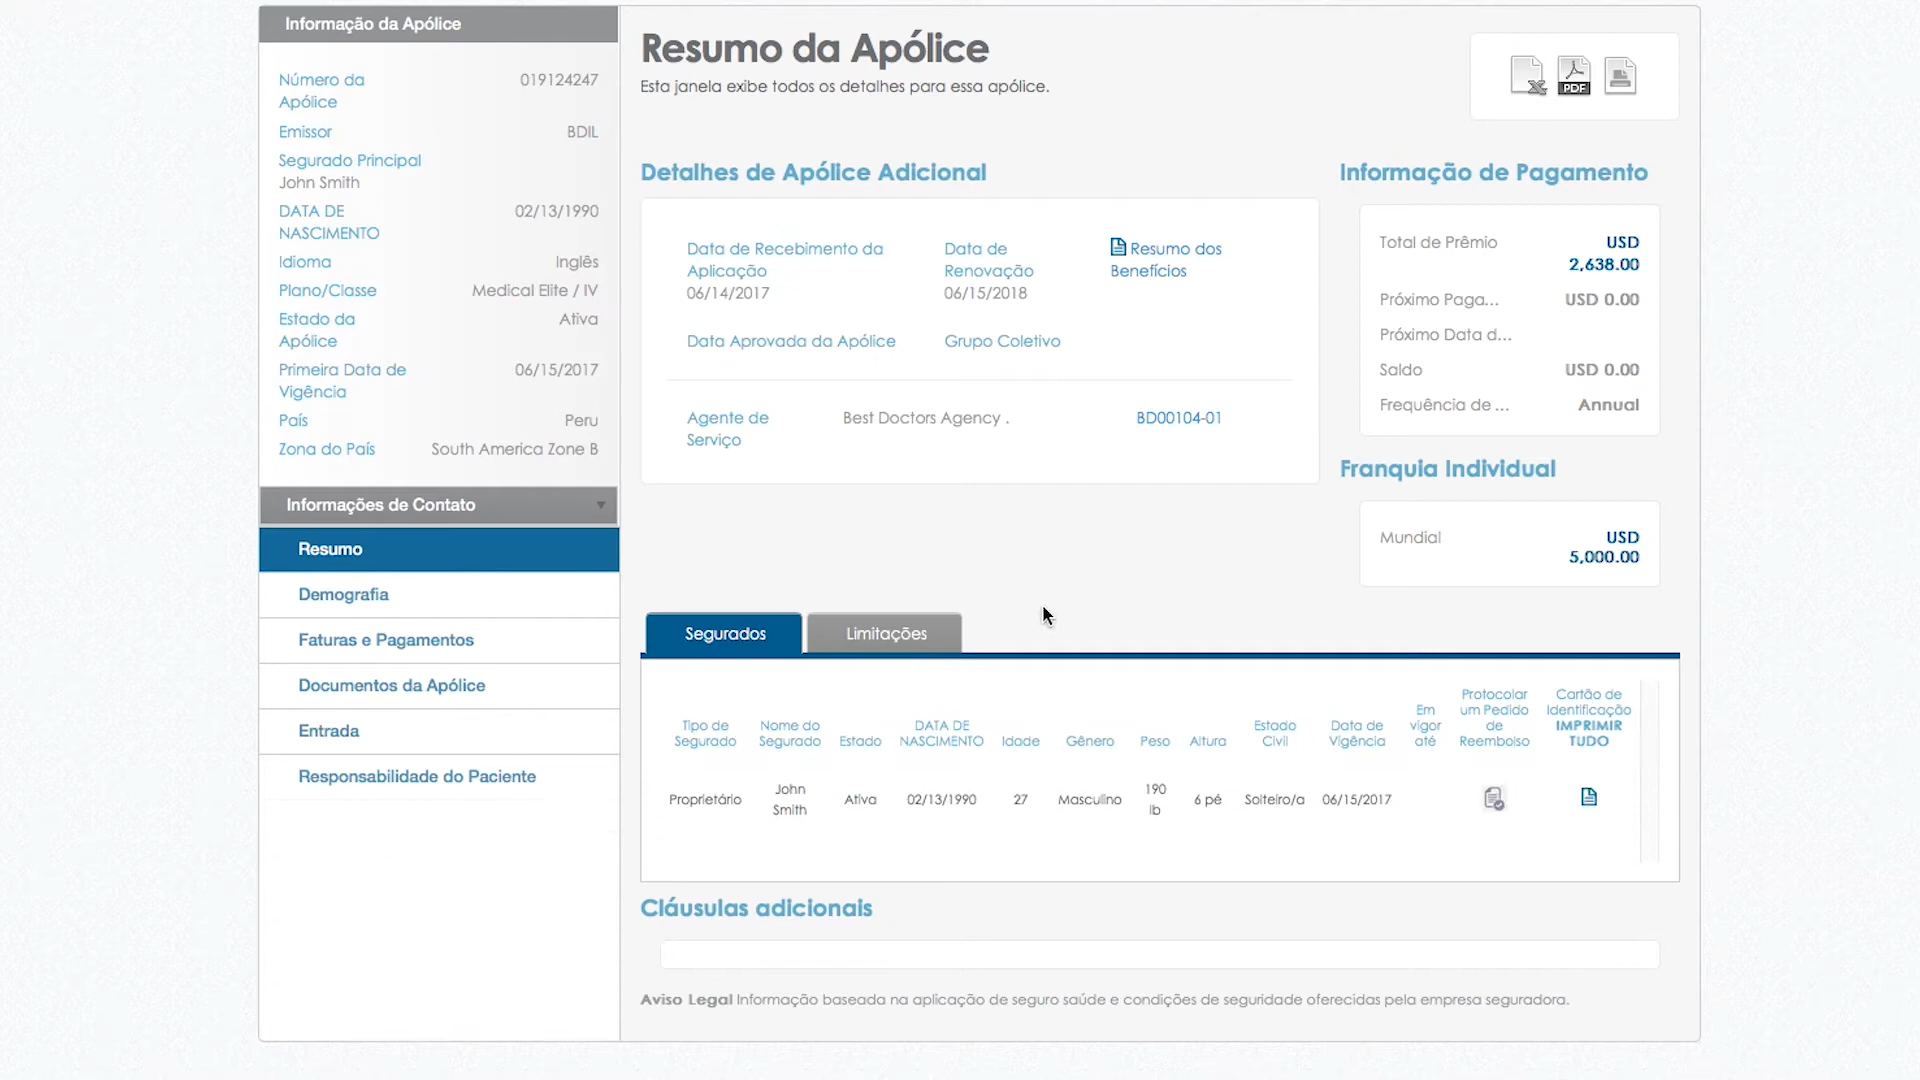 Informação da Apólice
Número da
Apólice
019124247
Emissor
BDIL
Segurado Principal
John Smith
DATA DE
NASCIMENTO
02/13/1990
Idioma
Inglês
Plano/Classe
Medical Elite / IV
Estado da
Apólice
Ativa
Primeira Data de
Vigência
06/15/2017
País
Peru
Zona do País
South America Zone B
Informações de Contato
Resumo
Demografia
Faturas e Pagamentos
Documentos da Apólice
Entrada
Responsabilidade do Paciente
Resumo da Apólice
Esta janela exibe todos os detalhes para essa apólice.
PDF
Detalhes de Apólice Adicional
Data de Recebimento da
Aplicação
06/14/2017
Data de
Renovação
06/15/2018
Resumo dos
Benefícios
Data Aprovada da Apólice
Grupo Coletivo
Agente de
Serviço
Best Doctors Agency .
BD00104-01
Informação de Pagamento
Total de Prêmio
USD
2,638.00
Próximo Paga...
USD 0.00
Próximo Data d...
Saldo
USD 0.00
Frequência de ...
Annual
Franquia Individual
Mundial
USD
5,000.00
Segurados
Limitações
Tipo de
Segurado
Nome do
Segurado
Estado
DATA DE
NASCIMENTO
Idade
Gênero
Peso
Altura
Estado
Civil
Data de
Vigência
Em
vigor
até
Protocolar
um Pedido
de
Reembolso
Cartão de
Identificação
IMPRIMIR
TUDO
Proprietário
John
Smith
Ativa
02/13/1990
27
Masculino
190
lb
6 pé
Solteiro/a
06/15/2017
Cláusulas adicionais
Aviso Legal Informação baseada na aplicação de seguro saúde e condições de seguridade oferecidas pela empresa seguradora.